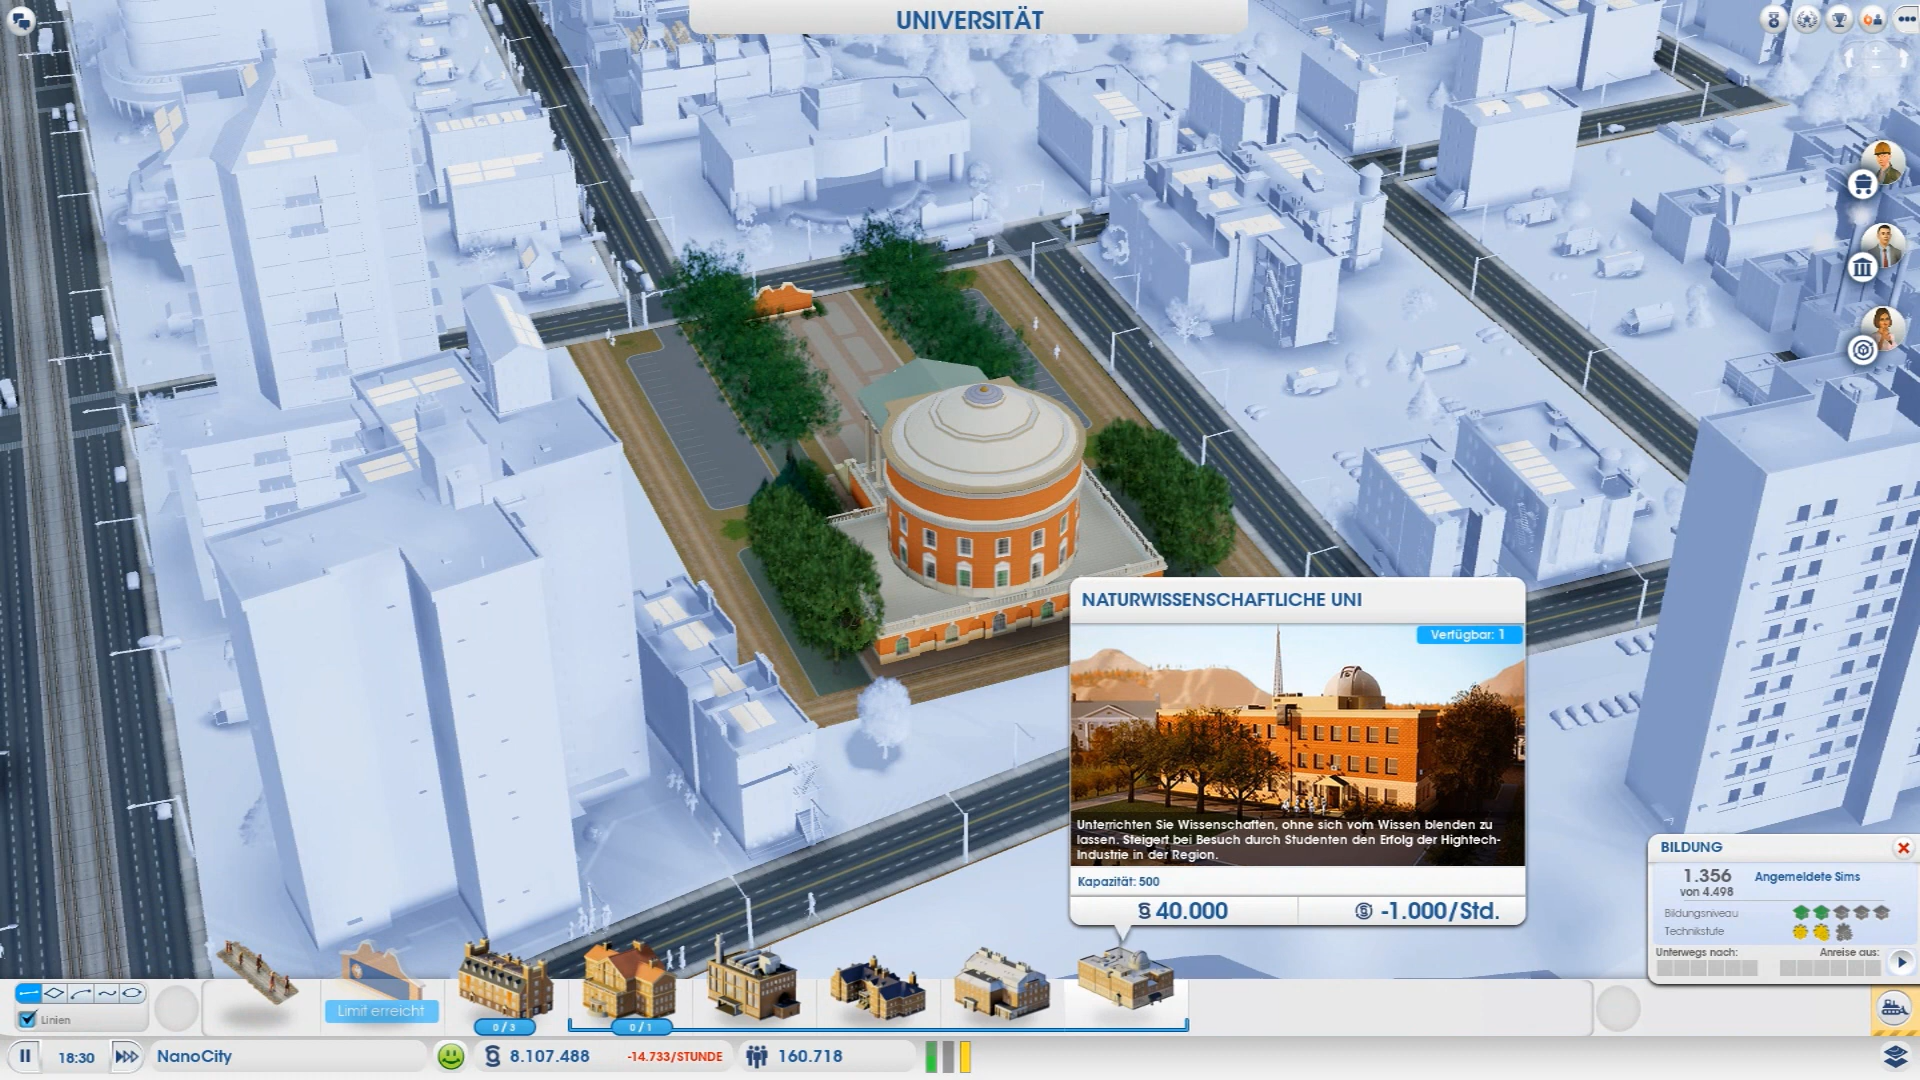 UNIVERSITÄT
NATURWISSENSCHAFTLICHE UNI
Verfügbar: 1
Unterrichten Sie Wissenschaften, ohne sich vom Wissen blenden zu
lassen. Steigert bei Besuch durch Studenten den Erfolg der Hightech-
Industrie in der Region.
Kapazität: 500
40.000
-1.000/Std.
BILDUNG
1.356
von 4.498
Angemeldete Sims
Bildungsniveau
Technikstufe
Unterwegs nach:
Anreise aus:
Linien
Limit erreicht
0 / 3
0 / 1
18:30
NanoCity
8.107.488
-14.733/STUNDE
160.718